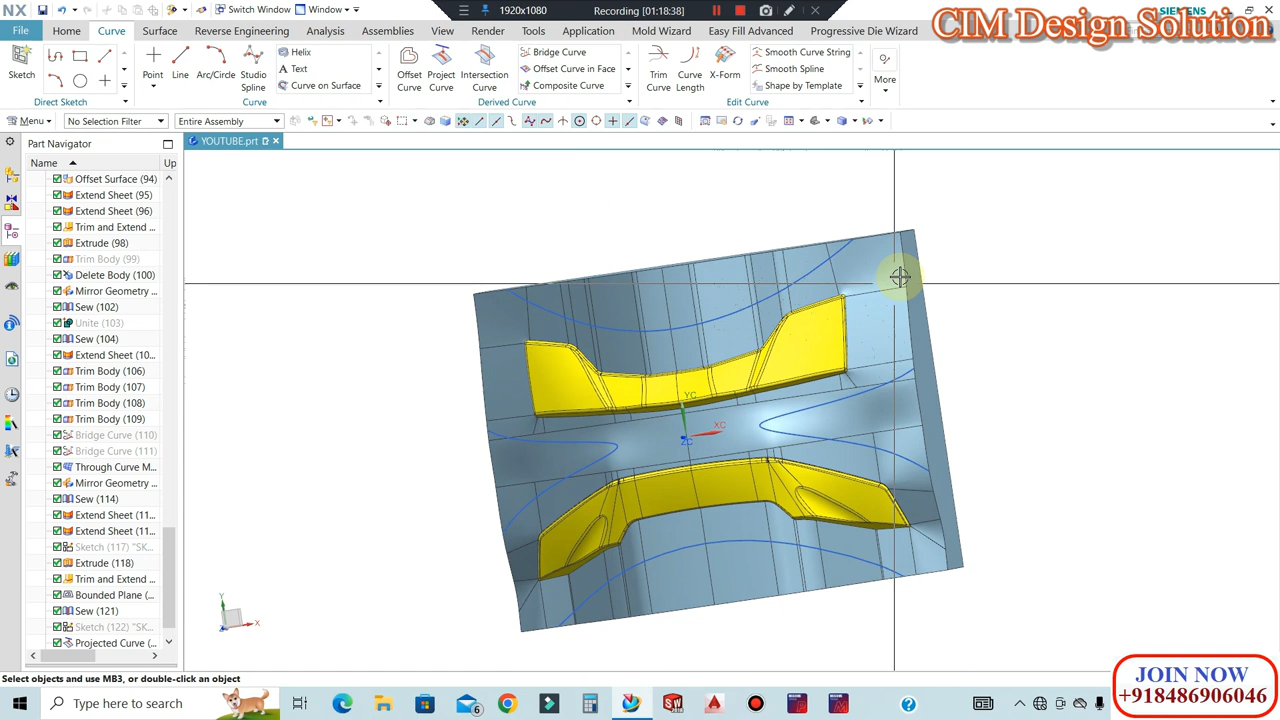 NX
Switch Window
Window
1920x1080
Recording [01:18:38]
SIEMENS
CIM Design Solution
File
Home
Curve
Surface
Reverse Engineering
Analysis
Assemblies
View
Render
Tools
Application
Mold Wizard
Easy Fill Advanced
Progressive Die Wizard
Sketch
Direct Sketch
Point
Line
Arc/Circle
Studio Spline
Helix
Text
Curve on Surface
Curve
Offset Curve
Project Curve
Intersection Curve
Bridge Curve
Offset Curve in Face
Composite Curve
Derived Curve
Trim Curve
Curve Length
X-Form
Smooth Curve String
Smooth Spline
Shape by Template
Edit Curve
More
Menu
No Selection Filter
Entire Assembly
Part Navigator
YOUTUBE.prt
Name
Up
Offset Surface (94)
Extend Sheet (95)
Extend Sheet (96)
Trim and Extend ...
Extrude (98)
Trim Body (99)
Delete Body (100)
Mirror Geometry ...
Sew (102)
Unite (103)
Sew (104)
Extend Sheet (10...
Trim Body (106)
Trim Body (107)
Trim Body (108)
Trim Body (109)
Bridge Curve (110)
Bridge Curve (111)
Through Curve M...
Mirror Geometry ...
Sew (114)
Extend Sheet (11...
Extend Sheet (11...
Sketch (117) "SK...
Extrude (118)
Trim and Extend ...
Bounded Plane (...
Sew (121)
Sketch (122) "SK...
Projected Curve (...
YC
XC
ZC
Y
X
Select objects and use MB3, or double-click an object
JOIN NOW
+918486906046
Type here to search
6